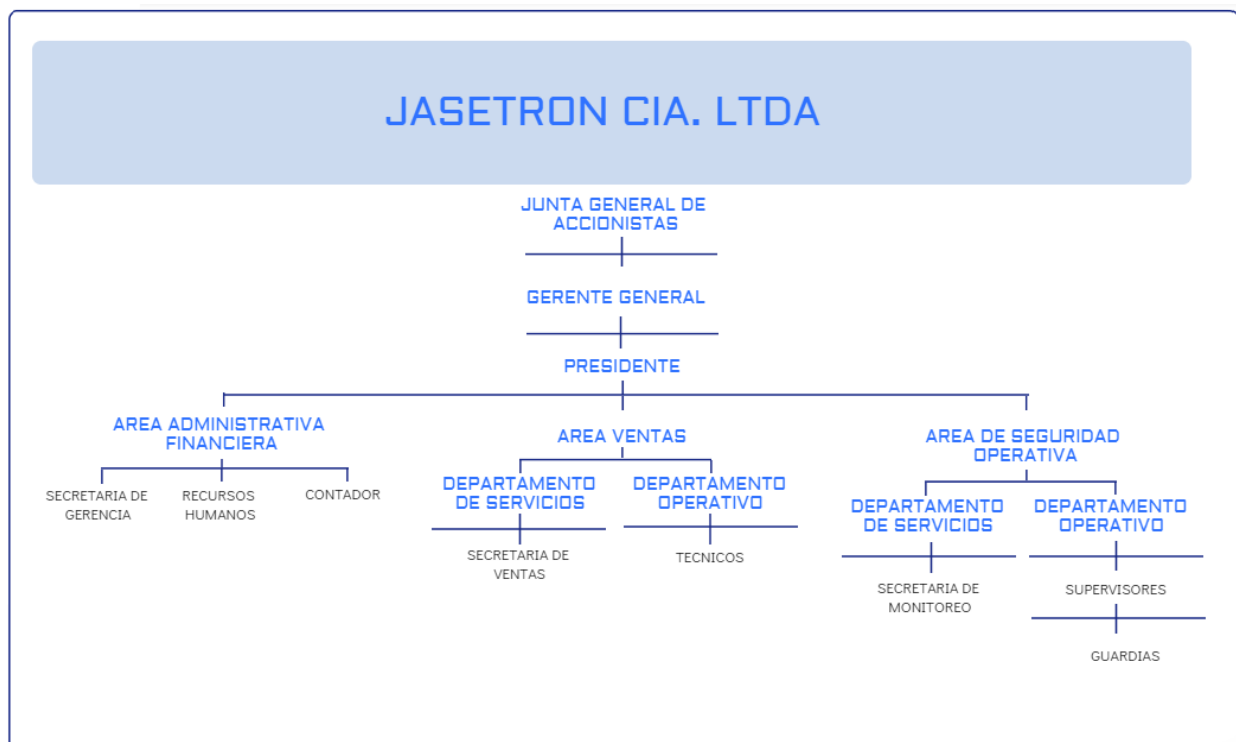 JASETRON CIA. LTDA
JUNTA GENERAL DE
ACCIONISTAS
GERENTE GENERAL
PRESIDENTE
AREA ADMINISTRATIVA
FINANCIERA
SECRETARIA DE
GERENCIA
RECURSOS
HUMANOS
CONTADOR
AREA VENTAS
DEPARTAMENTO
DE SERVICIOS
SECRETARIA DE
VENTAS
DEPARTAMENTO
OPERATIVO
TECNICOS
AREA DE SEGURIDAD
OPERATIVA
DEPARTAMENTO
DE SERVICIOS
SECRETARIA DE
MONITOREO
DEPARTAMENTO
OPERATIVO
SUPERVISORES
GUARDIAS